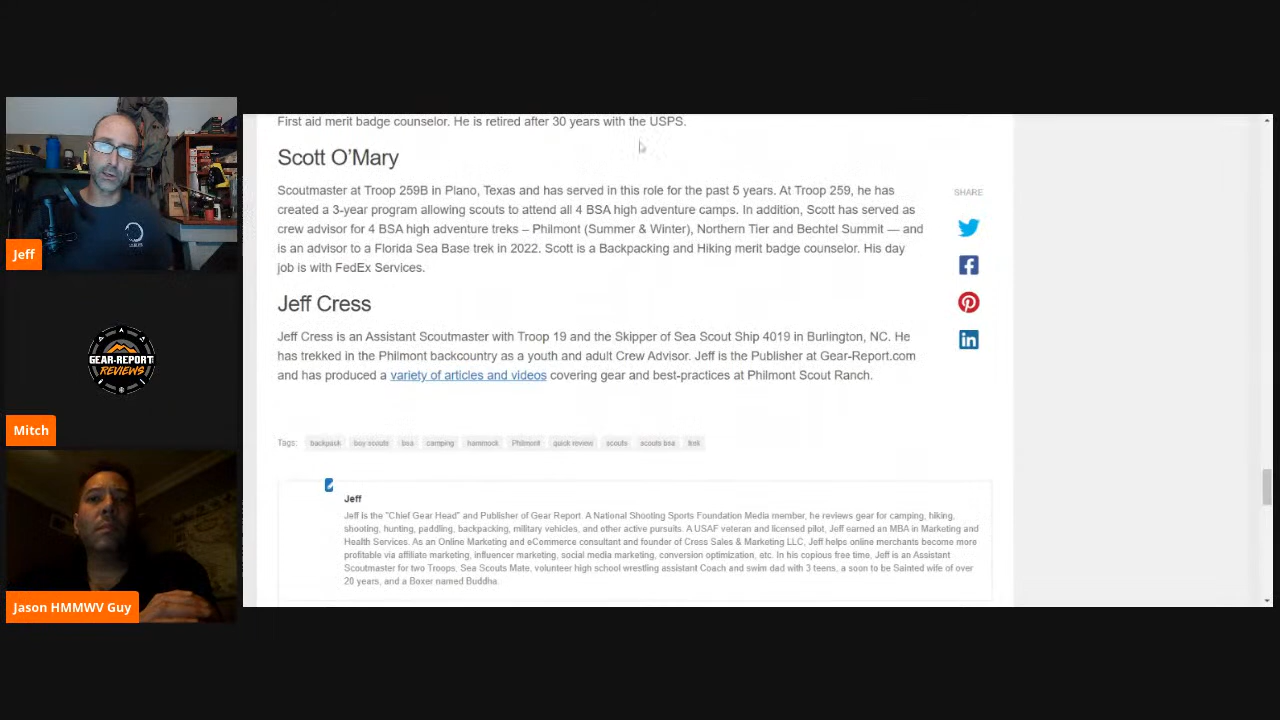 First aid merit badge counselor. He is retired after 30 years with the USPS.
Scott O'Mary
Scoutmaster at Troop 259B in Plano, Texas and has served in this role for the past 5 years. At Troop 259, he has
created a 3-year program allowing scouts to attend all 4 BSA high adventure camps. In addition, Scott has served as
crew advisor for 4 BSA high adventure treks – Philmont (Summer & Winter), Northern Tier and Bechtel Summit — and
is an advisor to a Florida Sea Base trek in 2022. Scott is a Backpacking and Hiking merit badge counselor. His day
job is with FedEx Services.
SHARE
Jeff Cress
Jeff Cress is an Assistant Scoutmaster with Troop 19 and the Skipper of Sea Scout Ship 4019 in Burlington, NC. He
has trekked in the Philmont backcountry as a youth and adult Crew Advisor. Jeff is the Publisher at Gear-Report.com
and has produced a variety of articles and videos covering gear and best-practices at Philmont Scout Ranch.
Tags: backpask boy scouts bsa camping hammock Philmont quick review scouts scouts bsa trek
Jeff
Jeff is the "Chief Gear Head" and Publisher of Gear Report. A National Shooting Sports Foundation Media member, he reviews gear for camping, hiking,
shooting, hunting, paddling, backpacking, military vehicles, and other active pursuits. A USAF veteran and licensed pilot, Jeff earned an MBA in Marketing and
Health Services. As an Online Marketing and eCommerce consultant and founder of Cress Sales & Marketing LLC, Jeff helps online merchants become more
profitable via affiliate marketing, influencer marketing, social media marketing, conversion optimization, etc. In his copious free time, Jeff is an Assistant
Scoutmaster for two Troops, Sea Scouts Mate, volunteer high school wrestling assistant Coach and swim dad with 3 teens, a soon to be Sainted wife of over
20 years, and a Boxer named Buddha.
Jeff
GEAR-REPORT
REVIEWS
Mitch
Jason HMMWV Guy